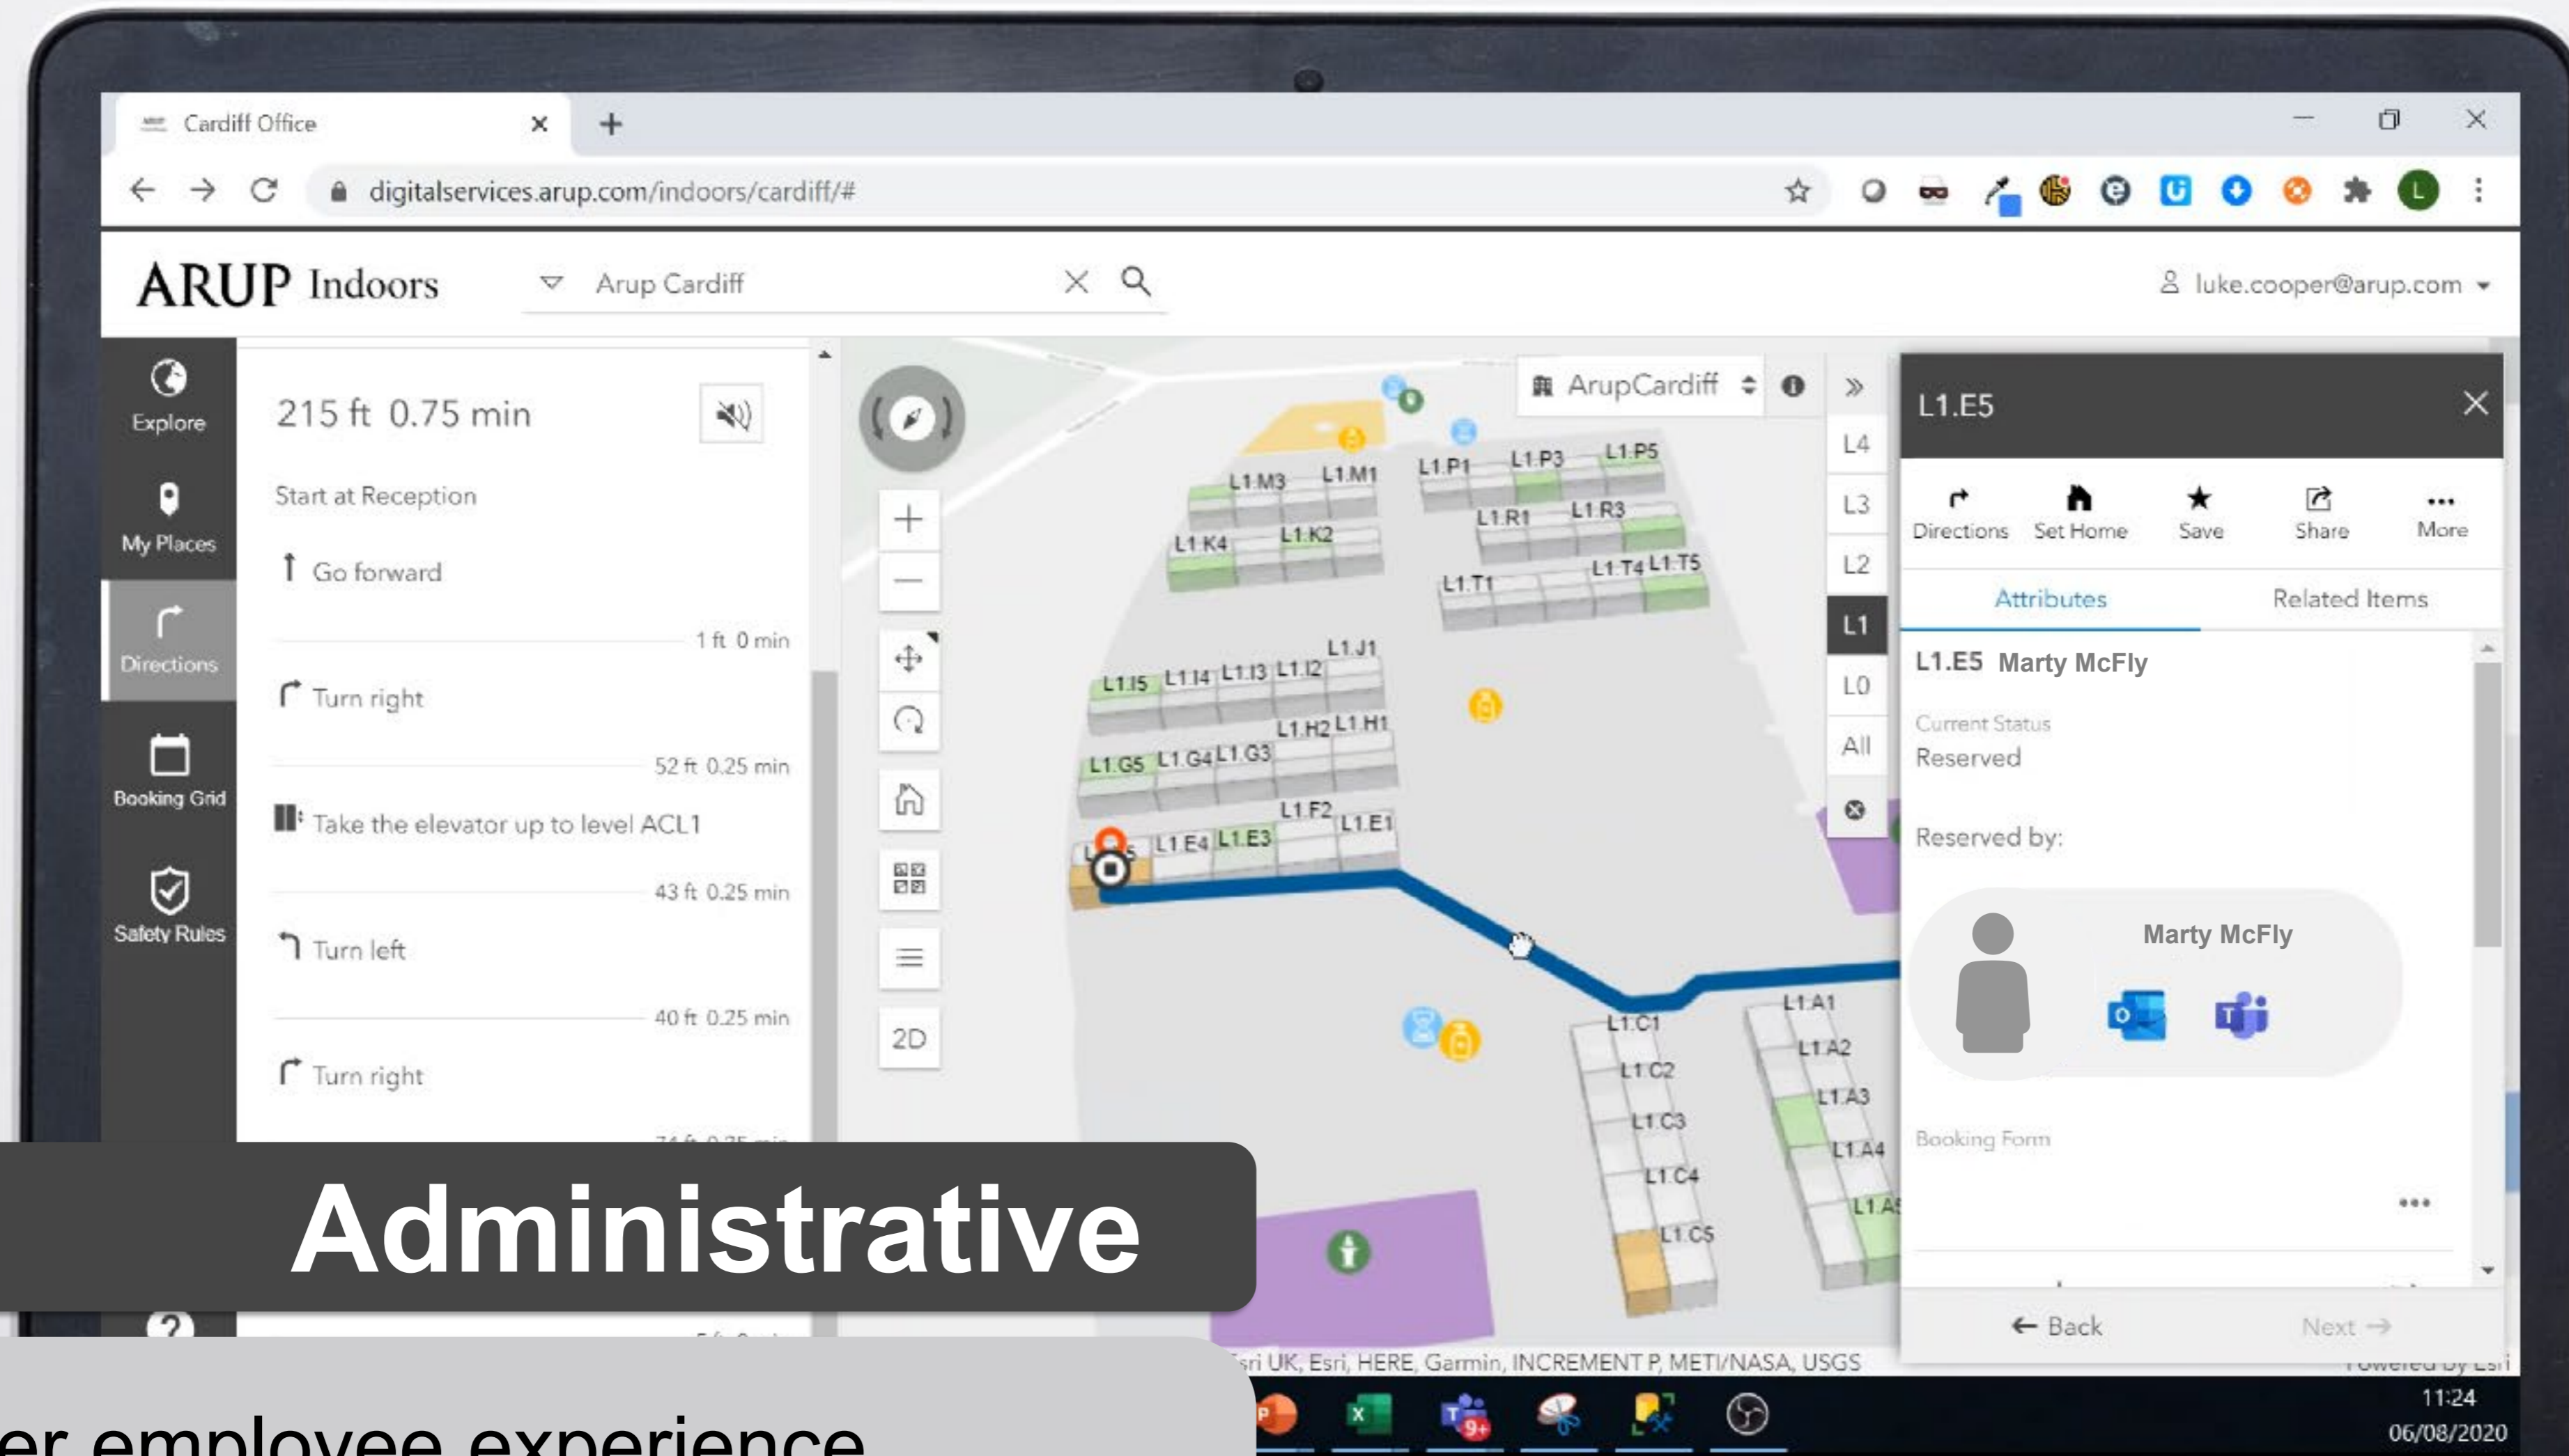 Cardiff Office
digitalservices.arup.com/indoors/cardiff/#
L
ARUP Indoors
Arup Cardiff
luke.cooper@arup.com
Explore
My Places
Directions
Booking Grid
Safety Rules
?
215 ft 0.75 min
Start at Reception
Go forward
1 ft 0 min
Turn right
52 ft 0.25 min
Take the elevator up to level ACL1
43 ft 0.25 min
Turn left
40 ft 0.25 min
Turn right
2D
ArupCardiff
L4
L3
L2
L1
L0
All
L1.M3 L1.M1 L1.P1 L1.P3 L1.P5
L1.K4 L1.K2 L1.R1 L1.R3
L1.T1 L1.T4 L1.T5
L1.J1
L1.I5 L1.I4 L1.I3 L1.I2
L1.H2 L1.H1
L1.G5 L1.G4 L1.G3
L1.F2 L1.E1
L1.E4 L1.E3
L1.C1 L1.A1
L1.C2 L1.A2
L1.C3 L1.A3
L1.C4 L1.A4
L1.C5
L1.E5
Directions Set Home Save Share More
Attributes Related Items
L1.E5 Marty McFly
Current Status
Reserved
Reserved by:
Marty McFly
Booking Form
Back Next
Esri, HERE, Garmin, INCREMENT P, METI/NASA, USGS
Powered by Esri
Administrative
employee experience
9+
11:24
06/08/2020